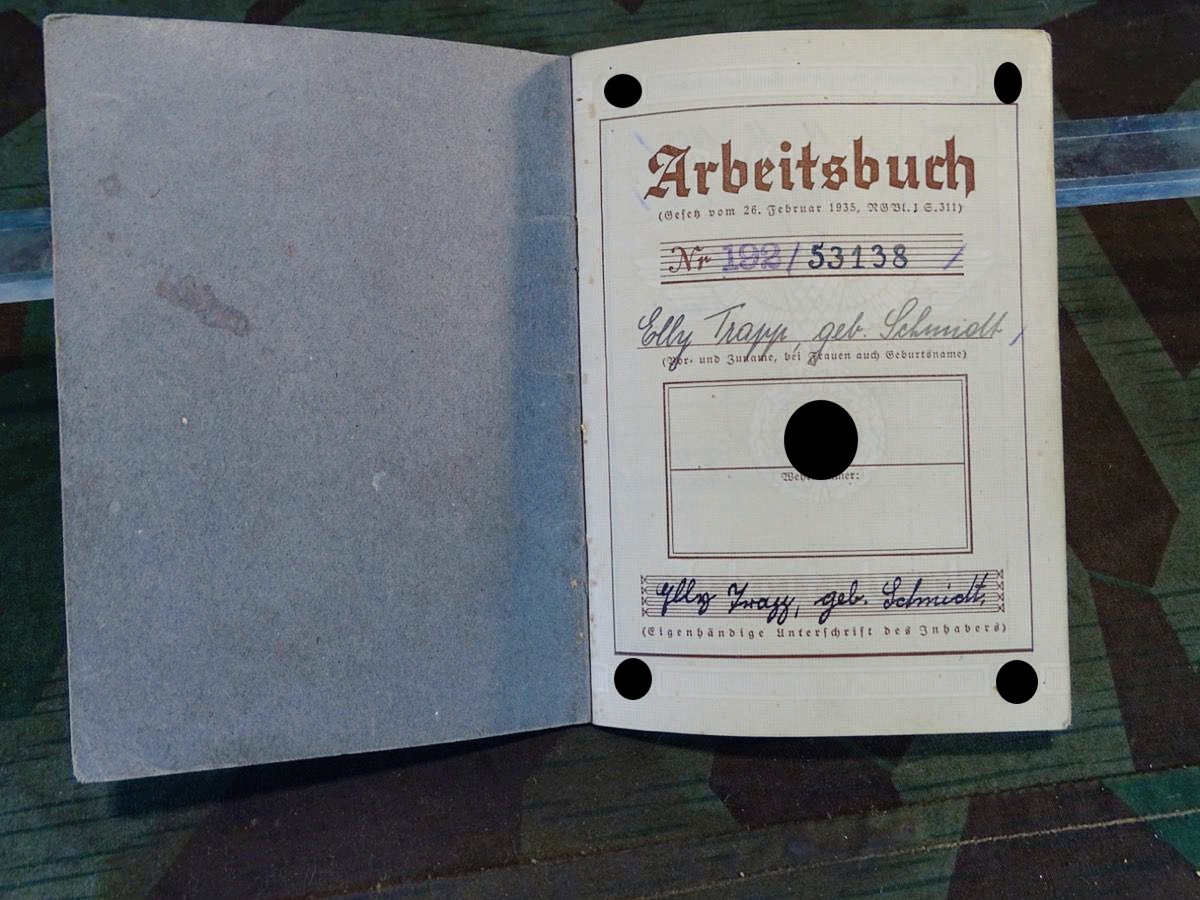 Arbeitsbuch
(Gesetz vom 26. Februar 1935, RGBl. I S. 311)
Nr 192 / 53138 /
Elly Trapp, geb. Schmidt /
(Vor- und Zuname, bei Frauen auch Geburtsname)
Elly Trapp, geb. Schmidt.
(Eigenhändige Unterschrift des Inhabers)